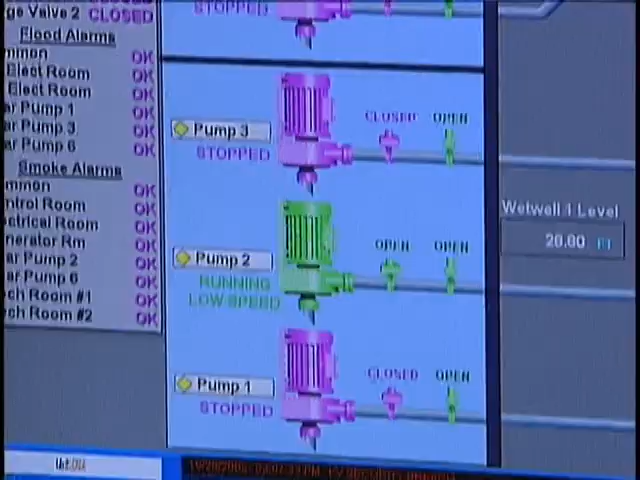 ge Valve 2 CLOSED
STOPPED
Flood Alarms
mmon OK
Elect Room OK
Elect Room OK
ar Pump 1 OK
ar Pump 3 OK
ar Pump 6 OK
Smoke Alarms
mmon OK
ntrol Room OK
ectrical Room OK
nerator Rm OK
ar Pump 2 OK
ar Pump 6 OK
ch Room #1 OK
ch Room #2 OK
Pump 3
STOPPED
CLOSED OPEN
Pump 2
RUNNING
LOW SPEED
OPEN OPEN
Pump 1
STOPPED
CLOSED OPEN
Wetwell 1 Level
FT